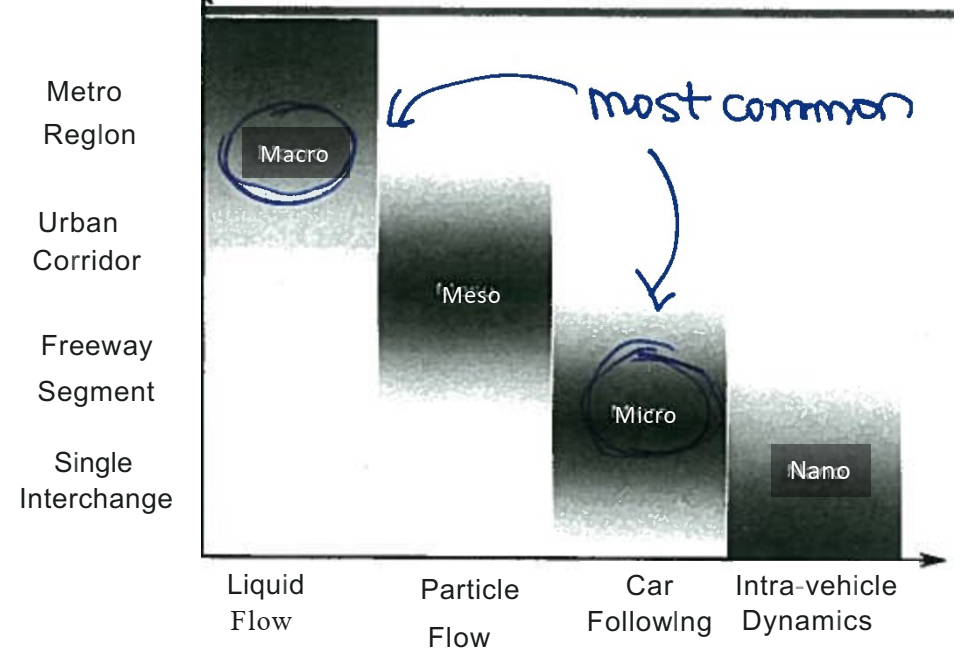 Metro
Reglon
Urban
Corridor
Freeway
Segment
Single
Interchange
most common
Macro
Meso
Micro
Nano
Liquid
Flow
Particle
Flow
Car
Followlng
Intra-vehicle
Dynamics